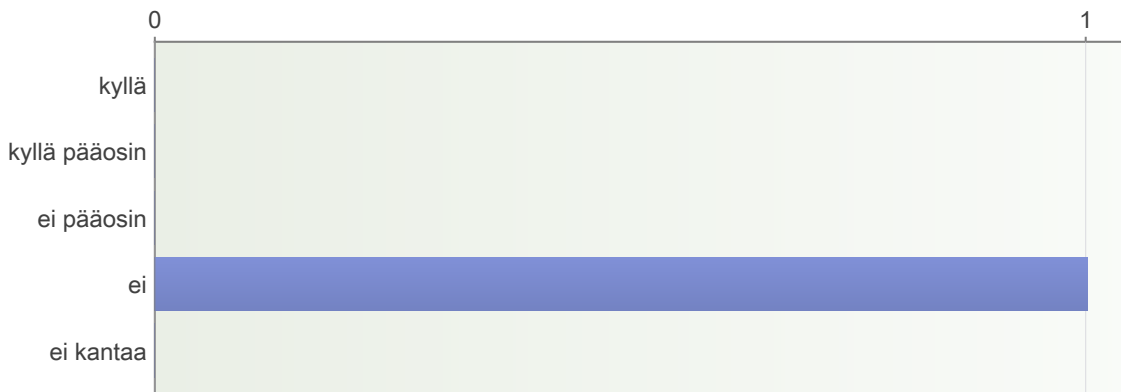 0 1
kyllä
kyllä pääosin
ei pääosin
ei
ei kantaa